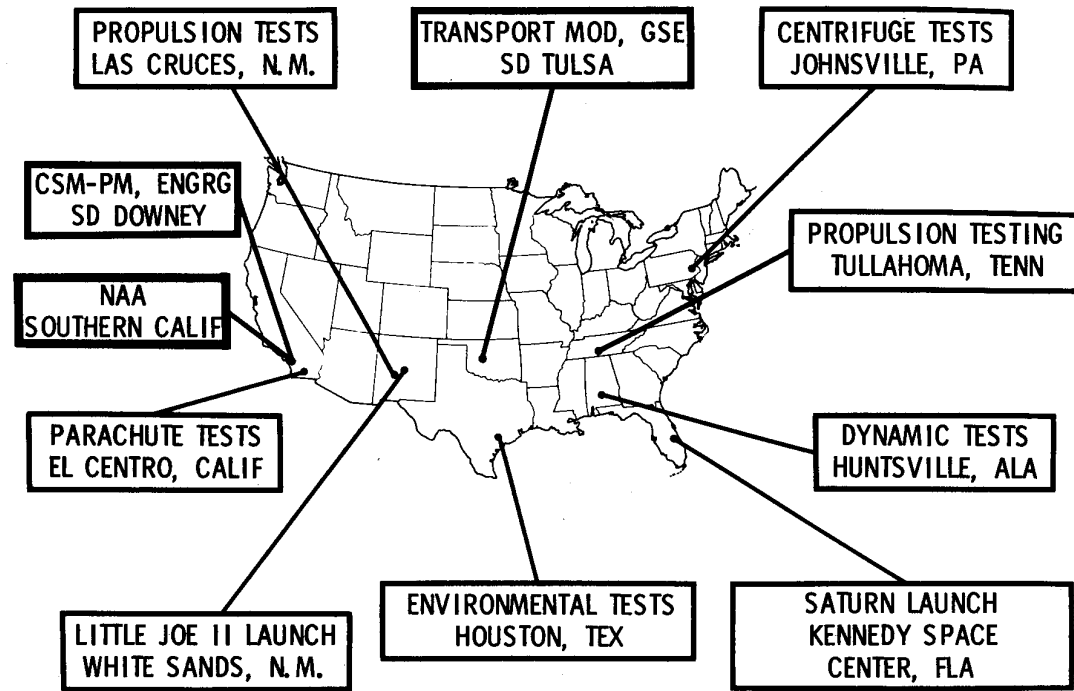 PROPULSION TESTS
LAS CRUCES, N.M.
TRANSPORT MOD, GSE
SD TULSA
CENTRIFUGE TESTS
JOHNSVILLE, PA
CSM-PM, ENGRG
SD DOWNEY
PROPULSION TESTING
TULLAHOMA, TENN
NAA
SOUTHERN CALIF
PARACHUTE TESTS
EL CENTRO, CALIF
DYNAMIC TESTS
HUNTSVILLE, ALA
LITTLE JOE II LAUNCH
WHITE SANDS, N.M.
ENVIRONMENTAL TESTS
HOUSTON, TEX
SATURN LAUNCH
KENNEDY SPACE
CENTER, FLA